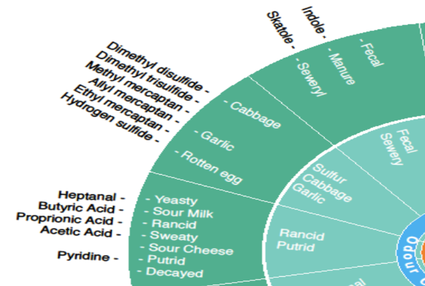 Indole -
Skatole -
- Fecal
- Manure
- Seweryl
Fecal
Sewery
Dimethyl disulfide -
Dimethyl trisulfide -
Methyl mercaptan -
Allyl mercaptan -
Ethyl mercaptan -
Hydrogen sulfide -
- Cabbage
- Garlic
- Rotten egg
Sulfur
Cabbage
Garlic
Heptanal -
Butyric Acid -
Proprionic Acid -
Acetic Acid -
Pyridine -
- Yeasty
- Sour Milk
- Rancid
- Sweaty
- Sour Cheese
- Putrid
- Decayed
Rancid
Putrid
Odour